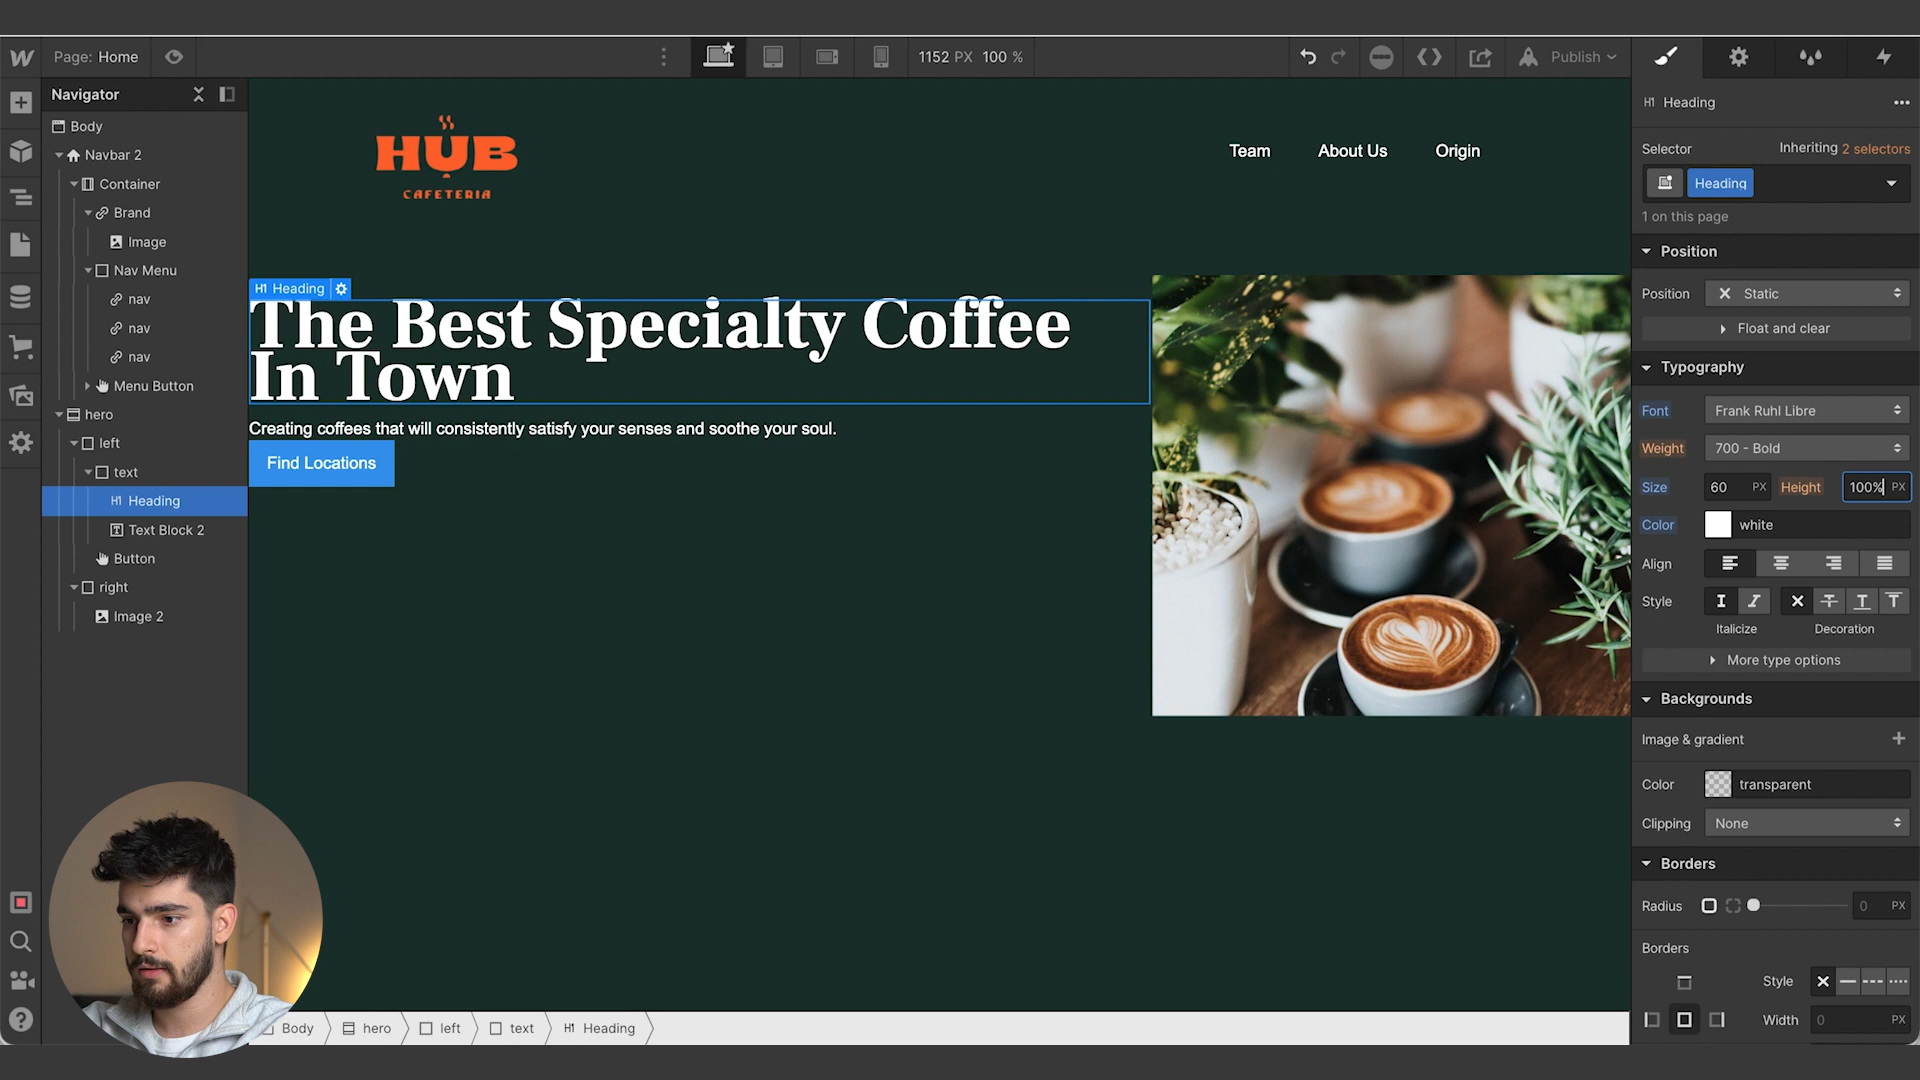 Page: Home
1152 PX 100 %
Publish
Navigator
Body
Navbar 2
Container
Brand
Image
Nav Menu
nav
nav
nav
Menu Button
hero
left
text
H1 Heading
Text Block 2
Button
right
Image 2
HUB
CAFETERIA
Team About Us Origin
H1 Heading
The Best Specialty Coffee
In Town
Creating coffees that will consistently satisfy your senses and soothe your soul.
Find Locations
Body hero left text H1 Heading
H1 Heading
Selector Inheriting 2 selectors
Heading
1 on this page
Position
Position Static
Float and clear
Typography
Font Frank Ruhl Libre
Weight 700 - Bold
Size 60 PX Height 100% PX
Color white
Align
Style
Italicize Decoration
More type options
Backgrounds
Image & gradient
Color transparent
Clipping None
Borders
Radius 0 PX
Borders
Style
Width 0 PX